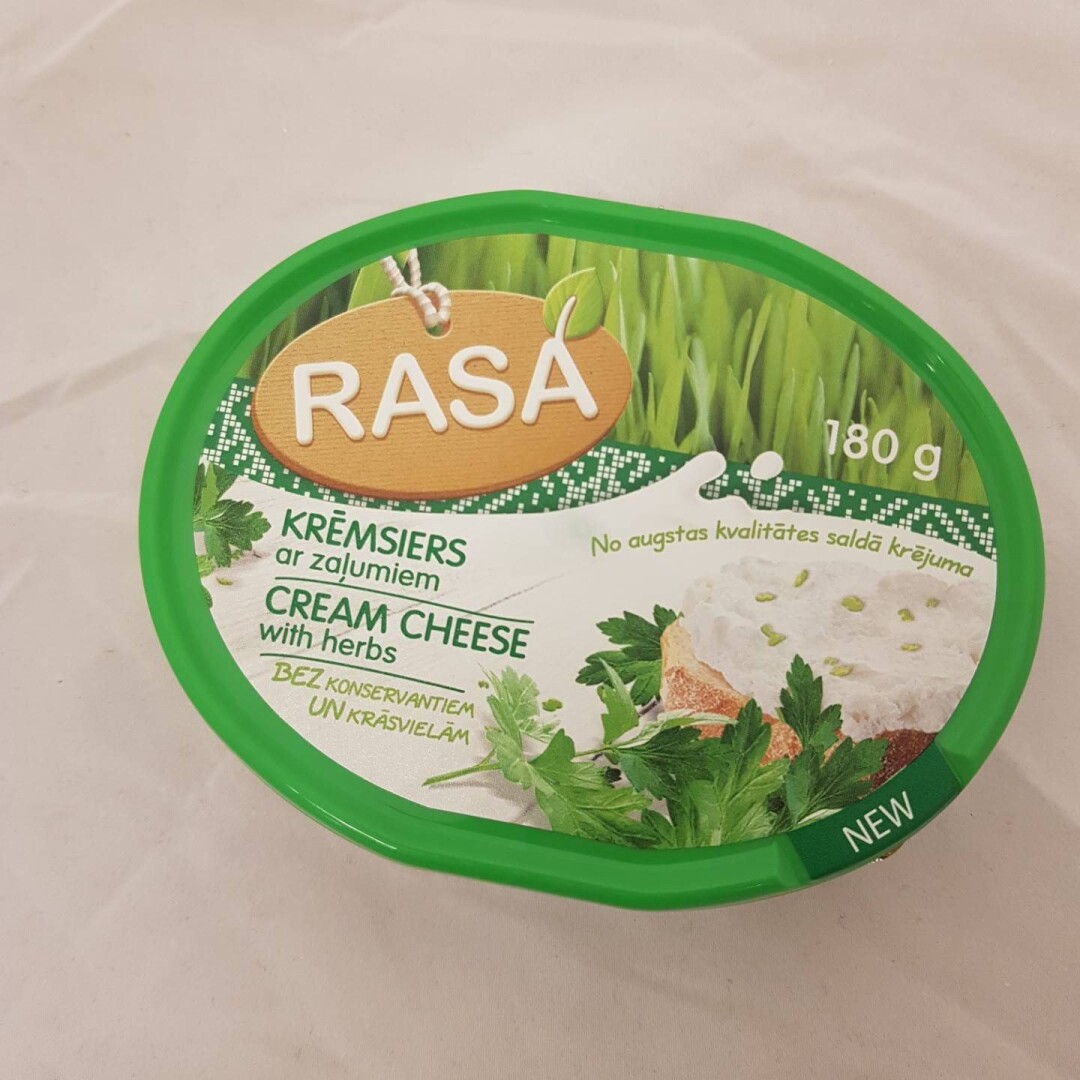 RASA
180 g
No augstas kvalitātes saldā krējuma
KRĒMSIERS
ar zaļumiem
CREAM CHEESE
with herbs
BEZ KONSERVANTIEM
UN KRĀSVIELĀM
NEW